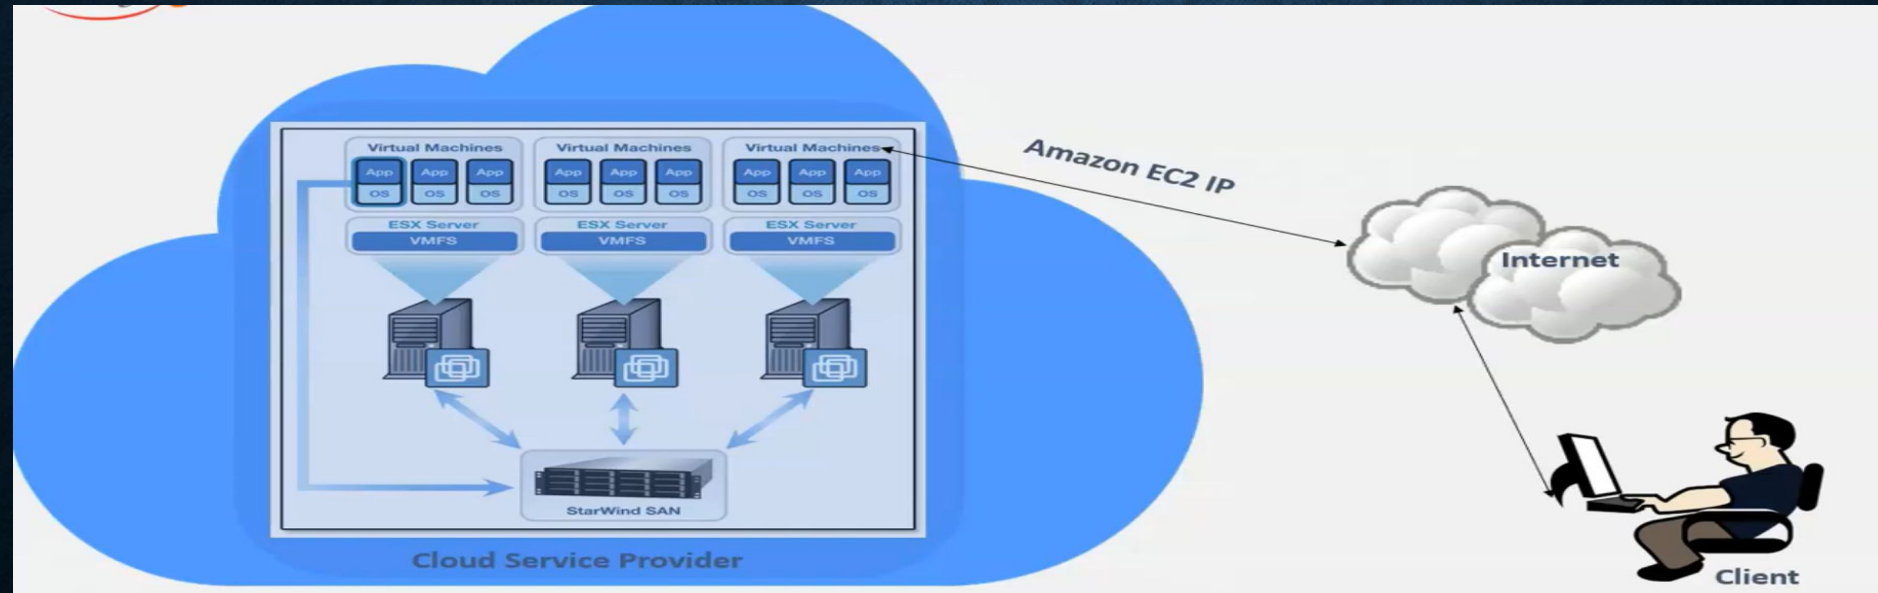 Virtual Machines
Virtual Machines
Virtual Machines
App App App
App App App
App App App
OS OS OS
OS OS OS
OS OS OS
ESX Server
ESX Server
ESX Server
VMFS
VMFS
VMFS
StarWind SAN
Cloud Service Provider
Amazon EC2 IP
Internet
Client